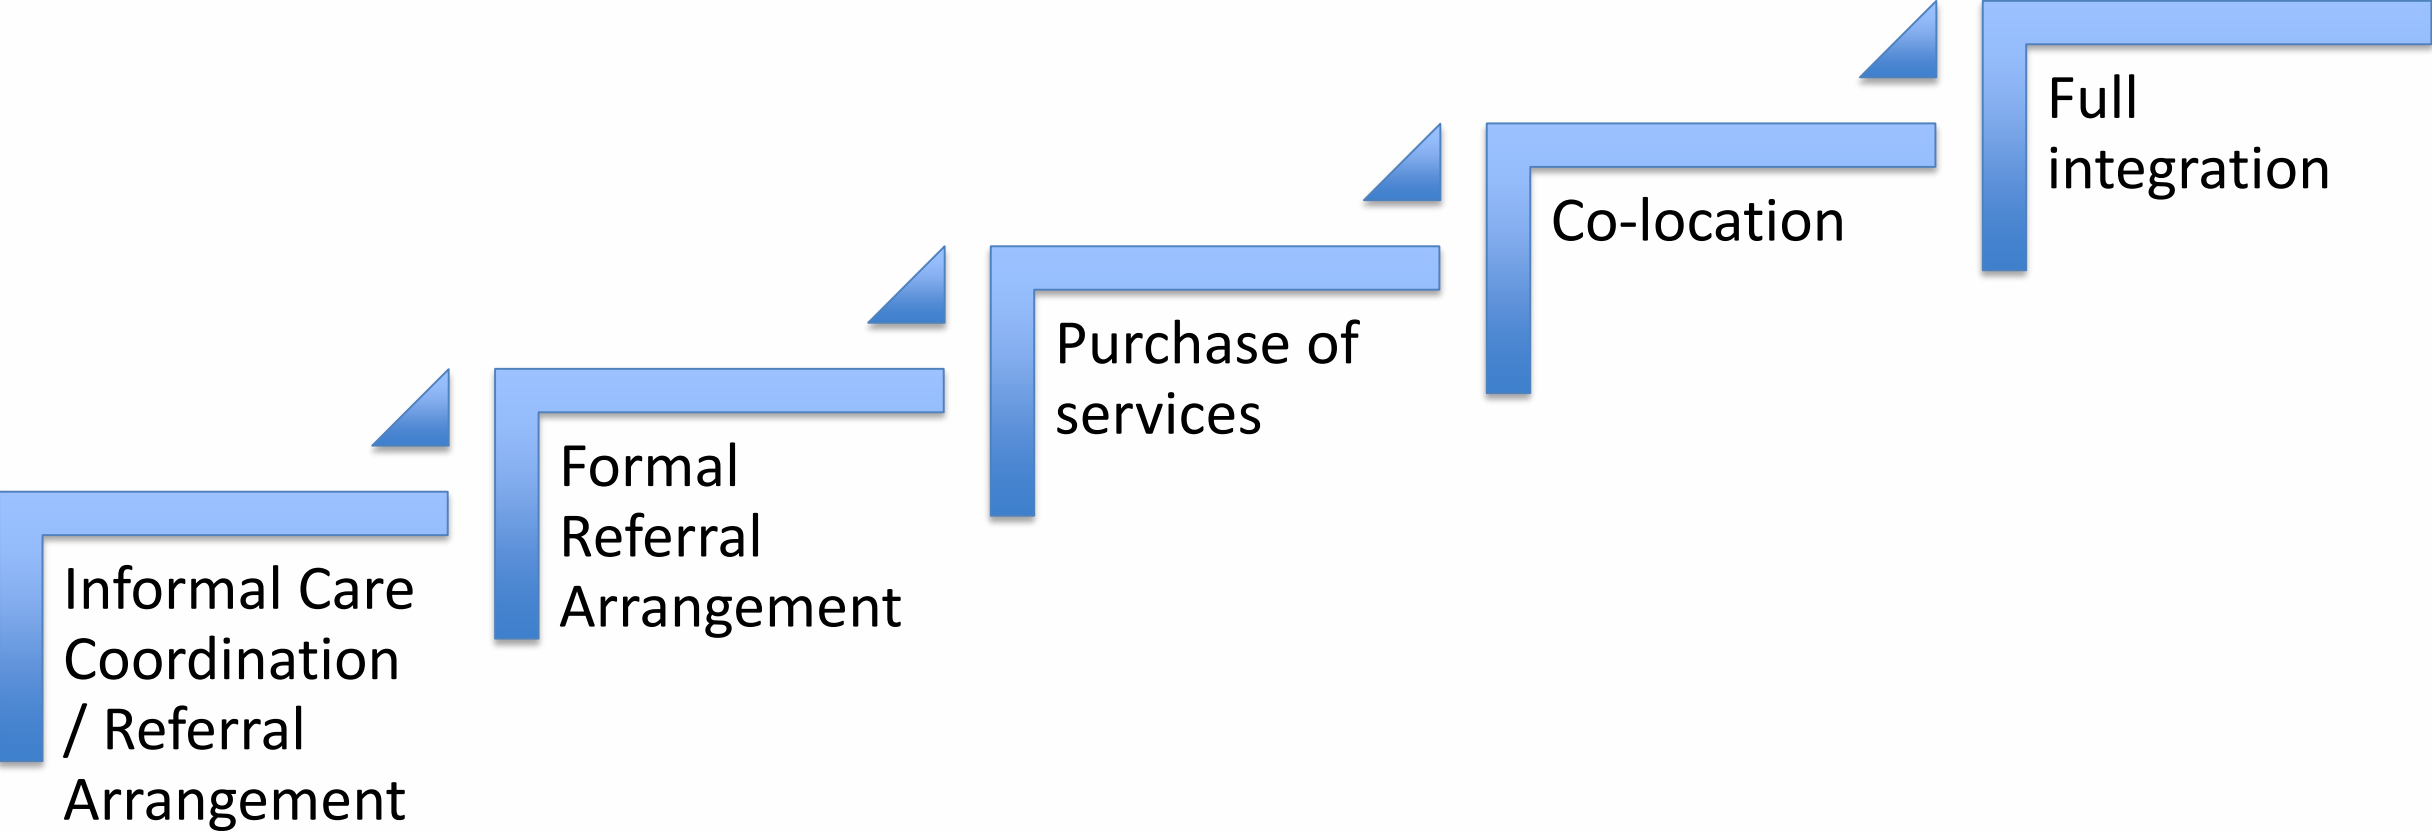 Informal Care
Coordination
/ Referral
Arrangement
Formal
Referral
Arrangement
Purchase of
services
Co-location
Full
integration